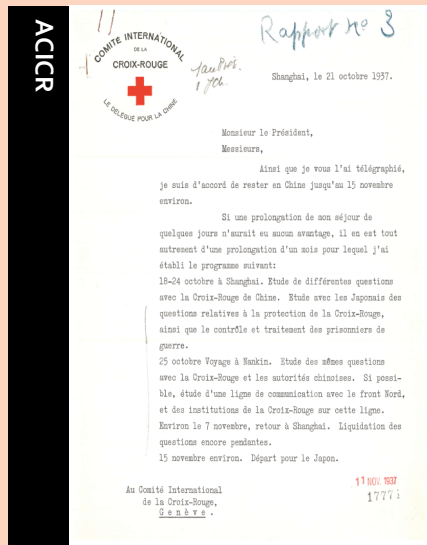 ACICR
COMITÉ INTERNATIONAL
DE LA
CROIX-ROUGE
LE DÉLÉGUÉ POUR LA CHINE
Rapport No 3
Shanghai, le 21 octobre 1937.
Monsieur le Président,
Messieurs,
Ainsi que je vous l'ai télégraphié,
je suis d'accord de rester en Chine jusqu'au 15 novembre
environ.
Si une prolongation de mon séjour de
quelques jours n'aurait eu aucun avantage, il en est tout
autrement d'une prolongation d'un mois pour lequel j'ai
établi le programme suivant:
18-24 octobre à Shanghai. Etude de différentes questions
avec la Croix-Rouge de Chine. Etude avec les Japonais des
questions relatives à la protection de la Croix-Rouge,
ainsi que le contrôle et traitement des prisonniers de
guerre.
25 octobre Voyage à Nankin. Etude des mêmes questions
avec la Croix-Rouge et les autorités chinoises. Si possi-
ble, étude d'une ligne de communication avec le front Nord,
et des institutions de la Croix-Rouge sur cette ligne.
Environ le 7 novembre, retour à Shanghai. Liquidation des
questions encore pendantes.
15 novembre environ. Départ pour le Japon.
11 NOV. 1937
1777
Au Comité International
de la Croix-Rouge,
Genève.